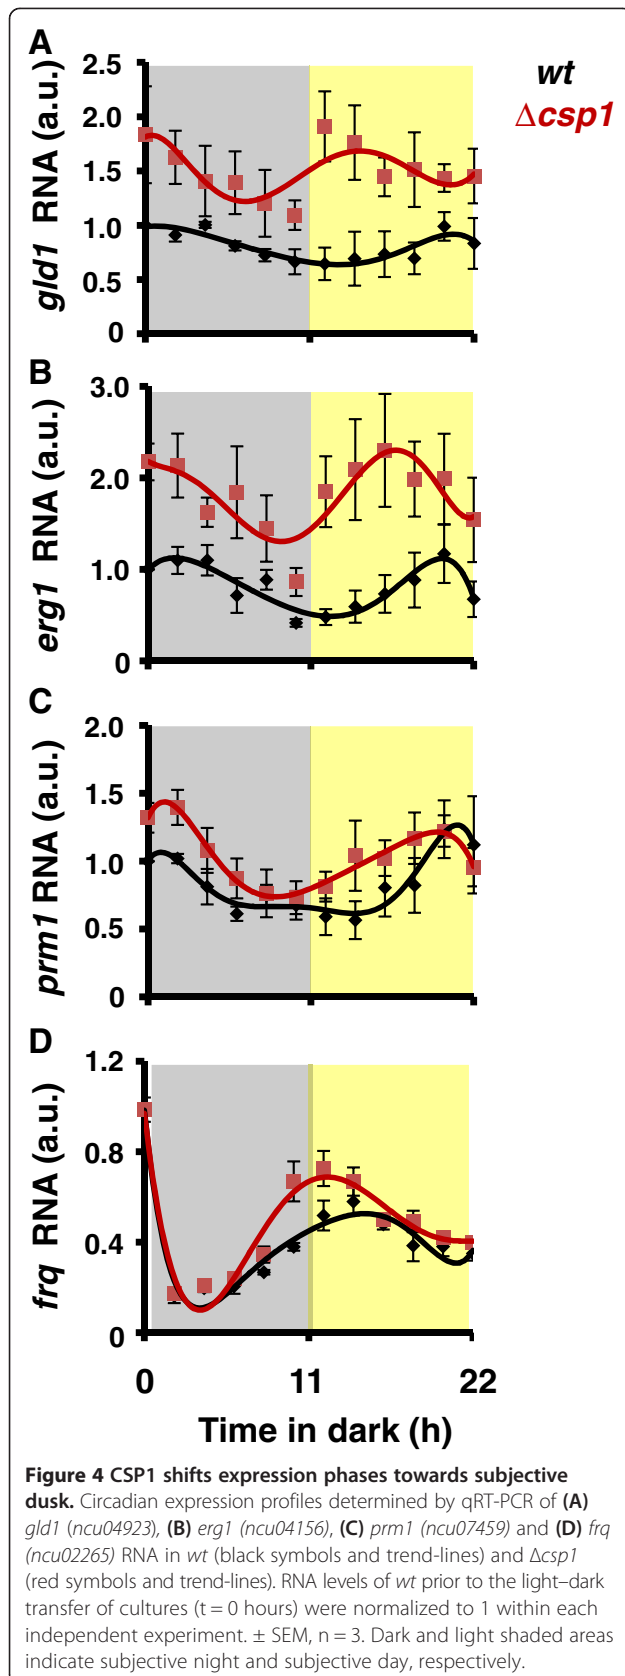 A
2.5
2.0
1.5
1.0
0.5
0
gld1 RNA (a.u.)
wt
Δcsp1
B
3.0
2.0
1.0
0
erg1 RNA (a.u.)
C
2.0
1.5
1.0
0.5
0
prm1 RNA (a.u.)
D
1.2
0.8
0.4
0
frq RNA (a.u.)
0 11 22
Time in dark (h)
Figure 4 CSP1 shifts expression phases towards subjective
dusk. Circadian expression profiles determined by qRT-PCR of (A)
gld1 (ncu04923), (B) erg1 (ncu04156), (C) prm1 (ncu07459) and (D) frq
(ncu02265) RNA in wt (black symbols and trend-lines) and Δcsp1
(red symbols and trend-lines). RNA levels of wt prior to the light–dark
transfer of cultures (t = 0 hours) were normalized to 1 within each
independent experiment. ± SEM, n = 3. Dark and light shaded areas
indicate subjective night and subjective day, respectively.